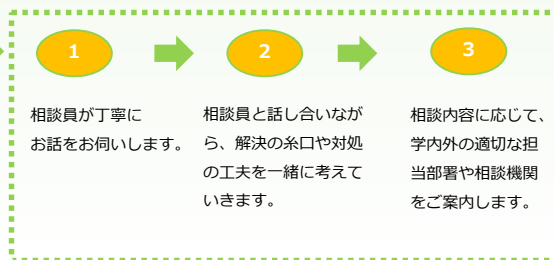 1
2
3
相談員が丁寧に
お話をお伺いします。
相談員と話し合いなが
ら、解決の糸口や対処
の工夫を一緒に考えて
いきます。
相談内容に応じて、
学内外の適切な担
当部署や相談機関
をご案内します。